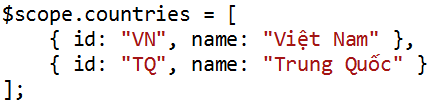 $scope.countries = [
    { id: "VN", name: "Việt Nam" },
    { id: "TQ", name: "Trung Quốc" }
];